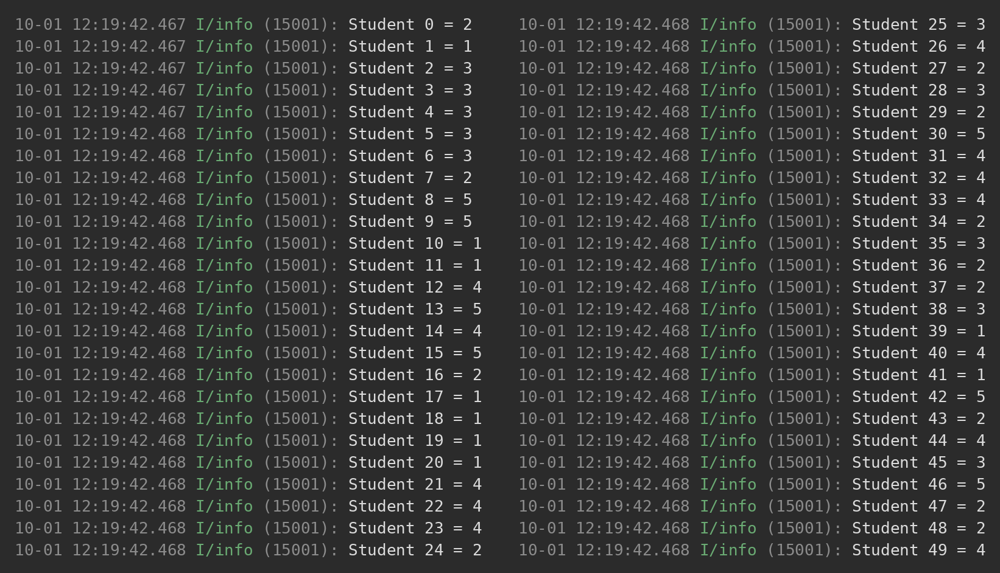 10-01 12:19:42.467 I/info (15001): Student 0 = 2
10-01 12:19:42.467 I/info (15001): Student 1 = 1
10-01 12:19:42.467 I/info (15001): Student 2 = 3
10-01 12:19:42.467 I/info (15001): Student 3 = 3
10-01 12:19:42.467 I/info (15001): Student 4 = 3
10-01 12:19:42.468 I/info (15001): Student 5 = 3
10-01 12:19:42.468 I/info (15001): Student 6 = 3
10-01 12:19:42.468 I/info (15001): Student 7 = 2
10-01 12:19:42.468 I/info (15001): Student 8 = 5
10-01 12:19:42.468 I/info (15001): Student 9 = 5
10-01 12:19:42.468 I/info (15001): Student 10 = 1
10-01 12:19:42.468 I/info (15001): Student 11 = 1
10-01 12:19:42.468 I/info (15001): Student 12 = 4
10-01 12:19:42.468 I/info (15001): Student 13 = 5
10-01 12:19:42.468 I/info (15001): Student 14 = 4
10-01 12:19:42.468 I/info (15001): Student 15 = 5
10-01 12:19:42.468 I/info (15001): Student 16 = 2
10-01 12:19:42.468 I/info (15001): Student 17 = 1
10-01 12:19:42.468 I/info (15001): Student 18 = 1
10-01 12:19:42.468 I/info (15001): Student 19 = 1
10-01 12:19:42.468 I/info (15001): Student 20 = 1
10-01 12:19:42.468 I/info (15001): Student 21 = 4
10-01 12:19:42.468 I/info (15001): Student 22 = 4
10-01 12:19:42.468 I/info (15001): Student 23 = 4
10-01 12:19:42.468 I/info (15001): Student 24 = 2
10-01 12:19:42.468 I/info (15001): Student 25 = 3
10-01 12:19:42.468 I/info (15001): Student 26 = 4
10-01 12:19:42.468 I/info (15001): Student 27 = 2
10-01 12:19:42.468 I/info (15001): Student 28 = 3
10-01 12:19:42.468 I/info (15001): Student 29 = 2
10-01 12:19:42.468 I/info (15001): Student 30 = 5
10-01 12:19:42.468 I/info (15001): Student 31 = 4
10-01 12:19:42.468 I/info (15001): Student 32 = 4
10-01 12:19:42.468 I/info (15001): Student 33 = 4
10-01 12:19:42.468 I/info (15001): Student 34 = 2
10-01 12:19:42.468 I/info (15001): Student 35 = 3
10-01 12:19:42.468 I/info (15001): Student 36 = 2
10-01 12:19:42.468 I/info (15001): Student 37 = 2
10-01 12:19:42.468 I/info (15001): Student 38 = 3
10-01 12:19:42.468 I/info (15001): Student 39 = 1
10-01 12:19:42.468 I/info (15001): Student 40 = 4
10-01 12:19:42.468 I/info (15001): Student 41 = 1
10-01 12:19:42.468 I/info (15001): Student 42 = 5
10-01 12:19:42.468 I/info (15001): Student 43 = 2
10-01 12:19:42.468 I/info (15001): Student 44 = 4
10-01 12:19:42.468 I/info (15001): Student 45 = 3
10-01 12:19:42.468 I/info (15001): Student 46 = 5
10-01 12:19:42.468 I/info (15001): Student 47 = 2
10-01 12:19:42.468 I/info (15001): Student 48 = 2
10-01 12:19:42.468 I/info (15001): Student 49 = 4